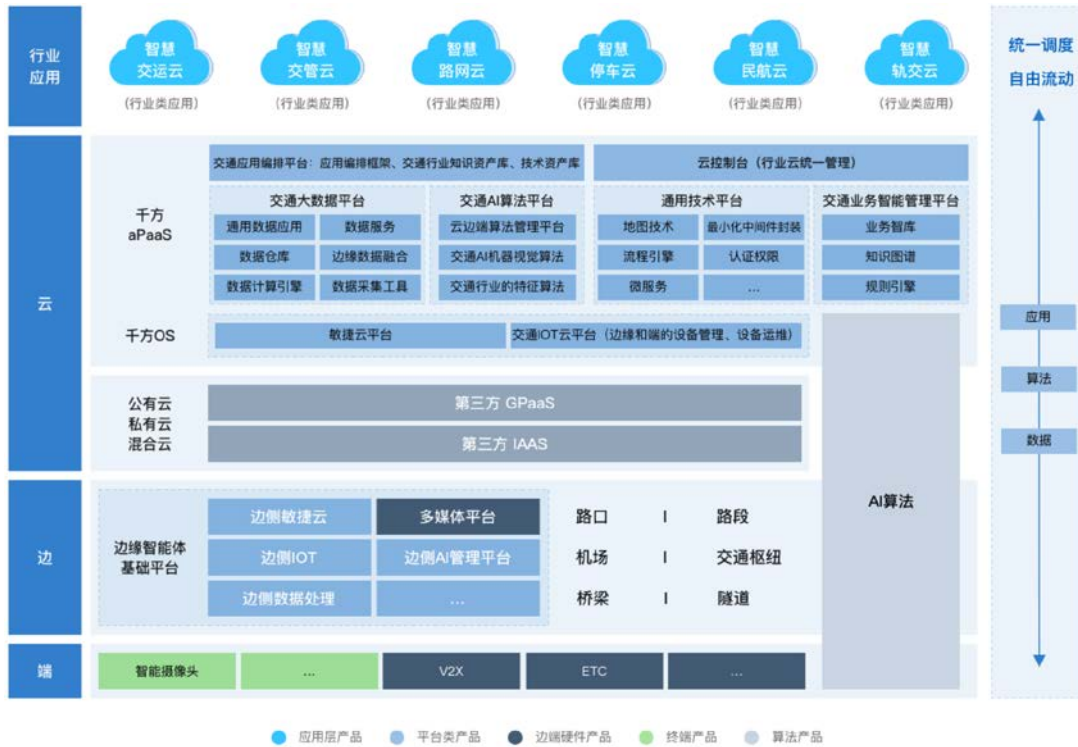 行业
应用
智慧
交运云
(行业类应用)
智慧
交管云
(行业类应用)
智慧
路网云
(行业类应用)
智慧
停车云
(行业类应用)
智慧
民航云
(行业类应用)
智慧
轨交云
(行业类应用)
统一调度
自由流动
云
千方
aPaaS
交通应用编排平台：应用编排框架、交通行业知识资产库、技术资产库
云控制台（行业云统一管理）
交通大数据平台
通用数据应用
数据服务
数据仓库
边缘数据融合
数据计算引擎
数据采集工具
交通AI算法平台
云边端算法管理平台
交通AI机器视觉算法
交通行业的特征算法
通用技术平台
地图技术
最小化中间件封装
流程引擎
认证权限
微服务
...
交通业务智能管理平台
业务智库
知识图谱
规则引擎
千方OS
敏捷云平台
交通IOT云平台（边缘和端的设备管理、设备运维）
公有云
私有云
混合云
第三方 GPaaS
第三方 IAAS
AI算法
应用
算法
数据
边
边缘智能体
基础平台
边侧敏捷云
多媒体平台
边侧IOT
边侧AI管理平台
边侧数据处理
...
路口 | 路段
机场 | 交通枢纽
桥梁 | 隧道
端
智能摄像头
...
V2X
ETC
...
应用层产品
平台类产品
边端硬件产品
终端产品
算法产品